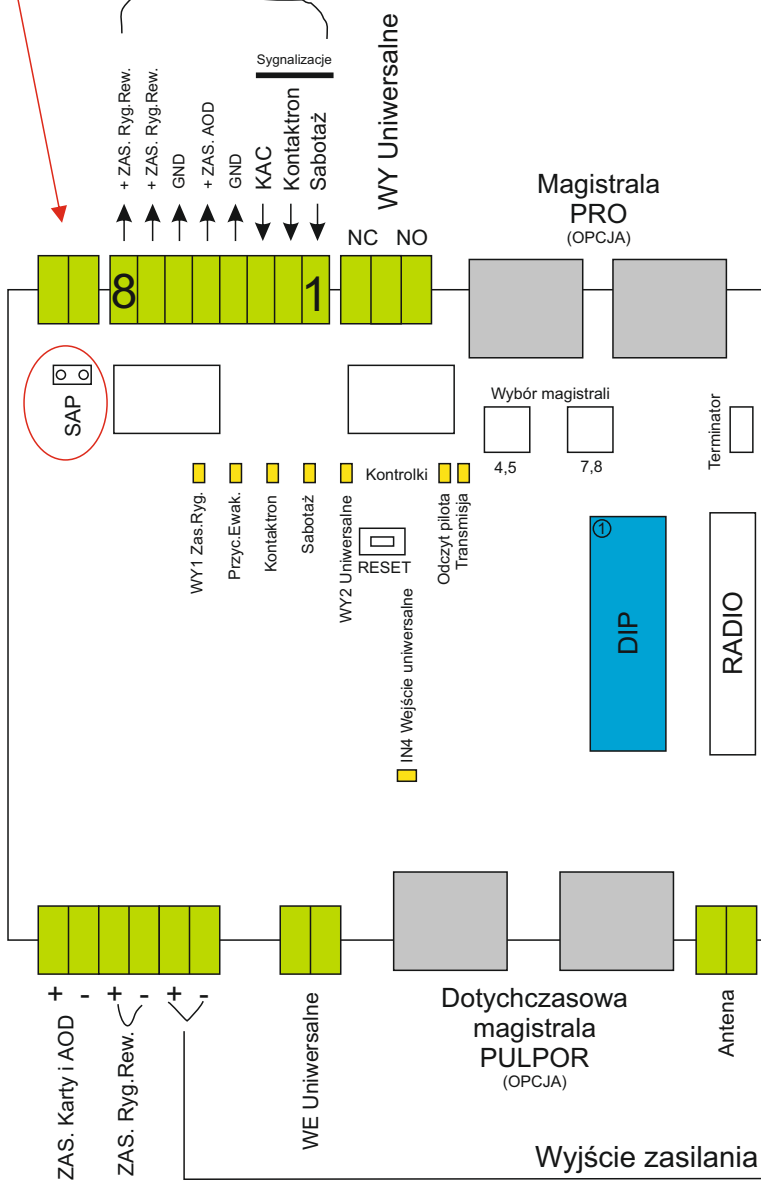 + ZAS. Ryg.Rew.
+ ZAS. Ryg.Rew.
GND
+ ZAS. AOD
GND
KAC
Kontaktron
Sabotaż
Sygnalizacje
WY Uniwersalne
NC
NO
Magistrala
PRO
(OPCJA)
8
1
SAP
Wybór magistrali
4,5
7,8
Terminator
WY1 Zas.Ryg.
Przyc.Ewak.
Kontaktron
Sabotaż
WY2 Uniwersalne
Kontrolki
Odczyt pilota
Transmisja
RESET
IN4 Wejście uniwersalne
1
DIP
RADIO
+
-
+
-
+
-
ZAS. Karty i AOD
ZAS. Ryg.Rew.
WE Uniwersalne
Dotychczasowa
magistrala
PULPOR
(OPCJA)
Antena
Wyjście zasilania